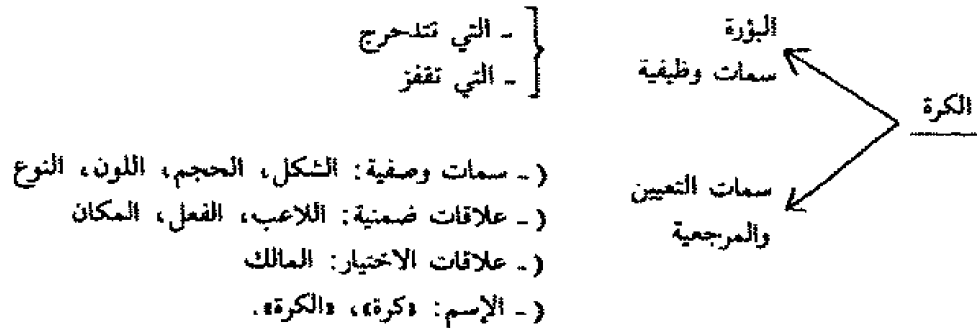 الكرة
البؤرة
سمات وظيفية
- التي تتدحرج
- التي تقفز
سمات التعيين
والمرجعية
(- سمات وصفية: الشكل، الحجم، اللون، النوع
(- علاقات ضمنية: اللاعب، الفعل، المكان
(- علاقات الاختيار: المالك
(- الإسم: «كرة»، «الكرة».